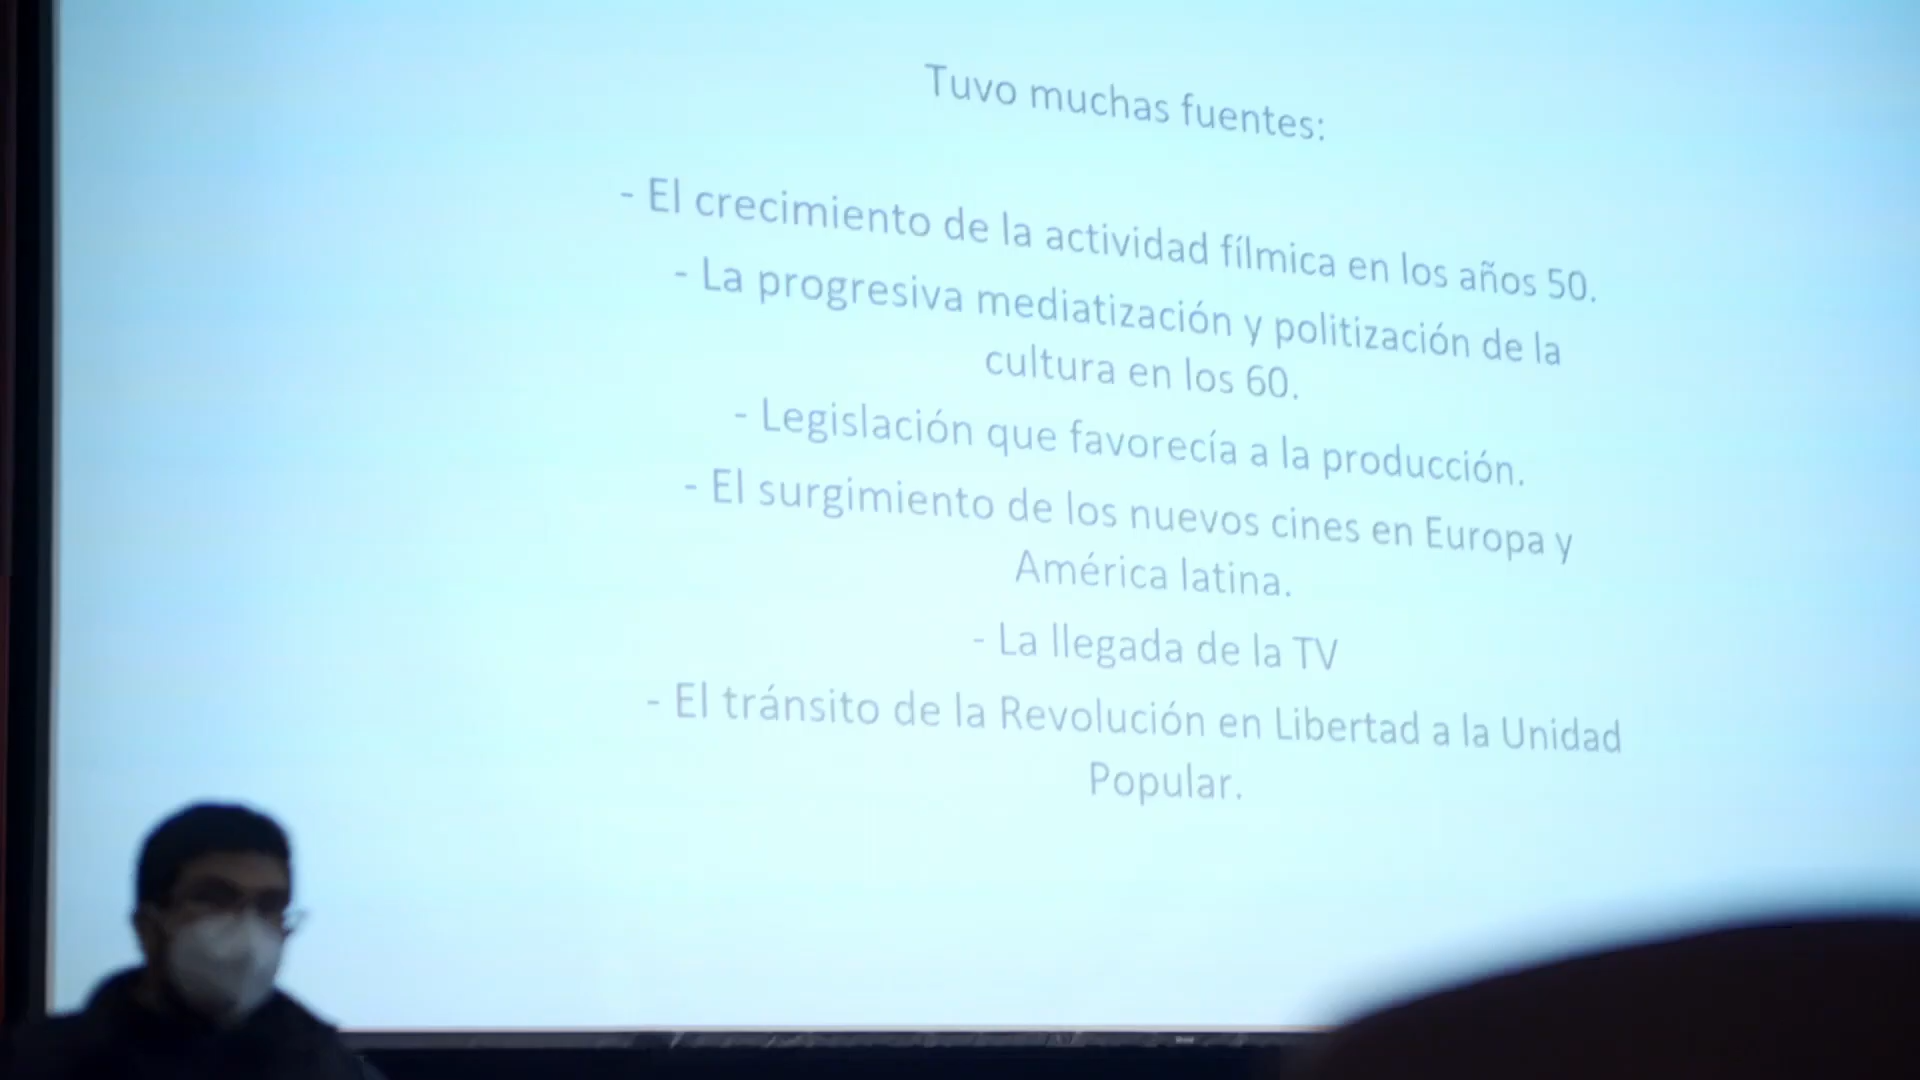 Tuvo muchas fuentes:
- El crecimiento de la actividad fílmica en los años 50.
- La progresiva mediatización y politización de la
cultura en los 60.
- Legislación que favorecía a la producción.
- El surgimiento de los nuevos cines en Europa y
América latina.
- La llegada de la TV
- El tránsito de la Revolución en Libertad a la Unidad
Popular.